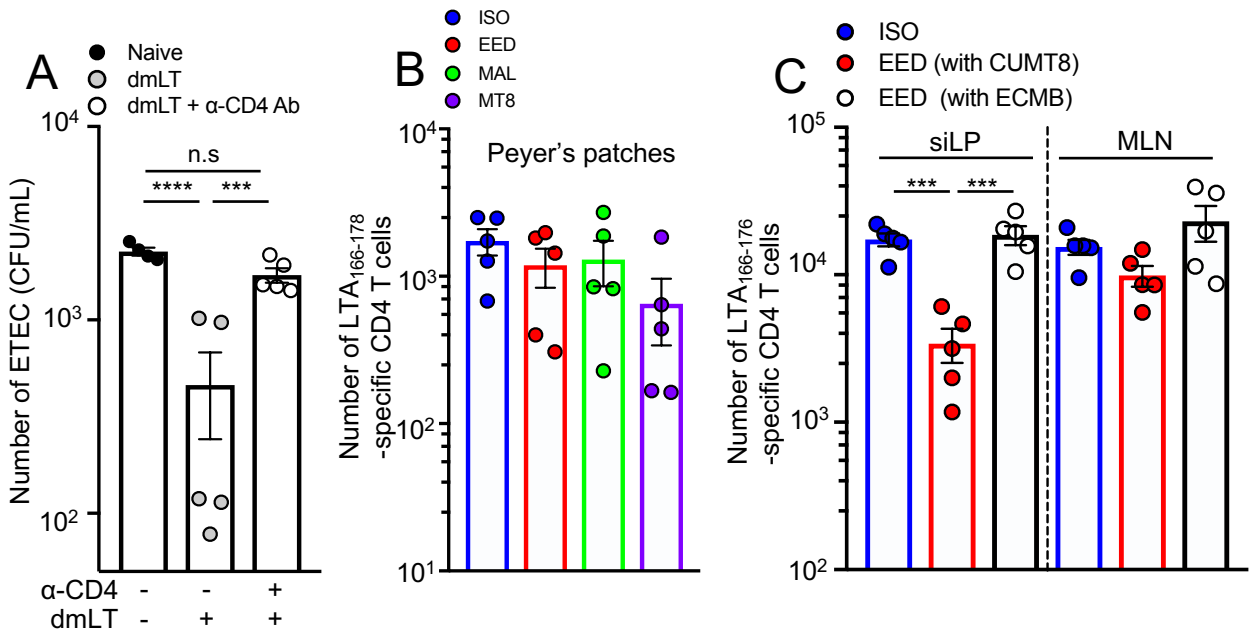 A
Naive
dmLT
dmLT + α-CD4 Ab
Number of ETEC (CFU/mL)
10⁴
10³
10²
n.s
**** ***
α-CD4 - - +
dmLT - + +
B
ISO
EED
MAL
MT8
Number of LTA166-178
-specific CD4 T cells
10⁴
10³
10²
10¹
Peyer's patches
C
ISO
EED (with CUMT8)
EED (with ECMB)
Number of LTA166-176
-specific CD4 T cells
10⁵
10⁴
10³
10²
siLP MLN
*** ***